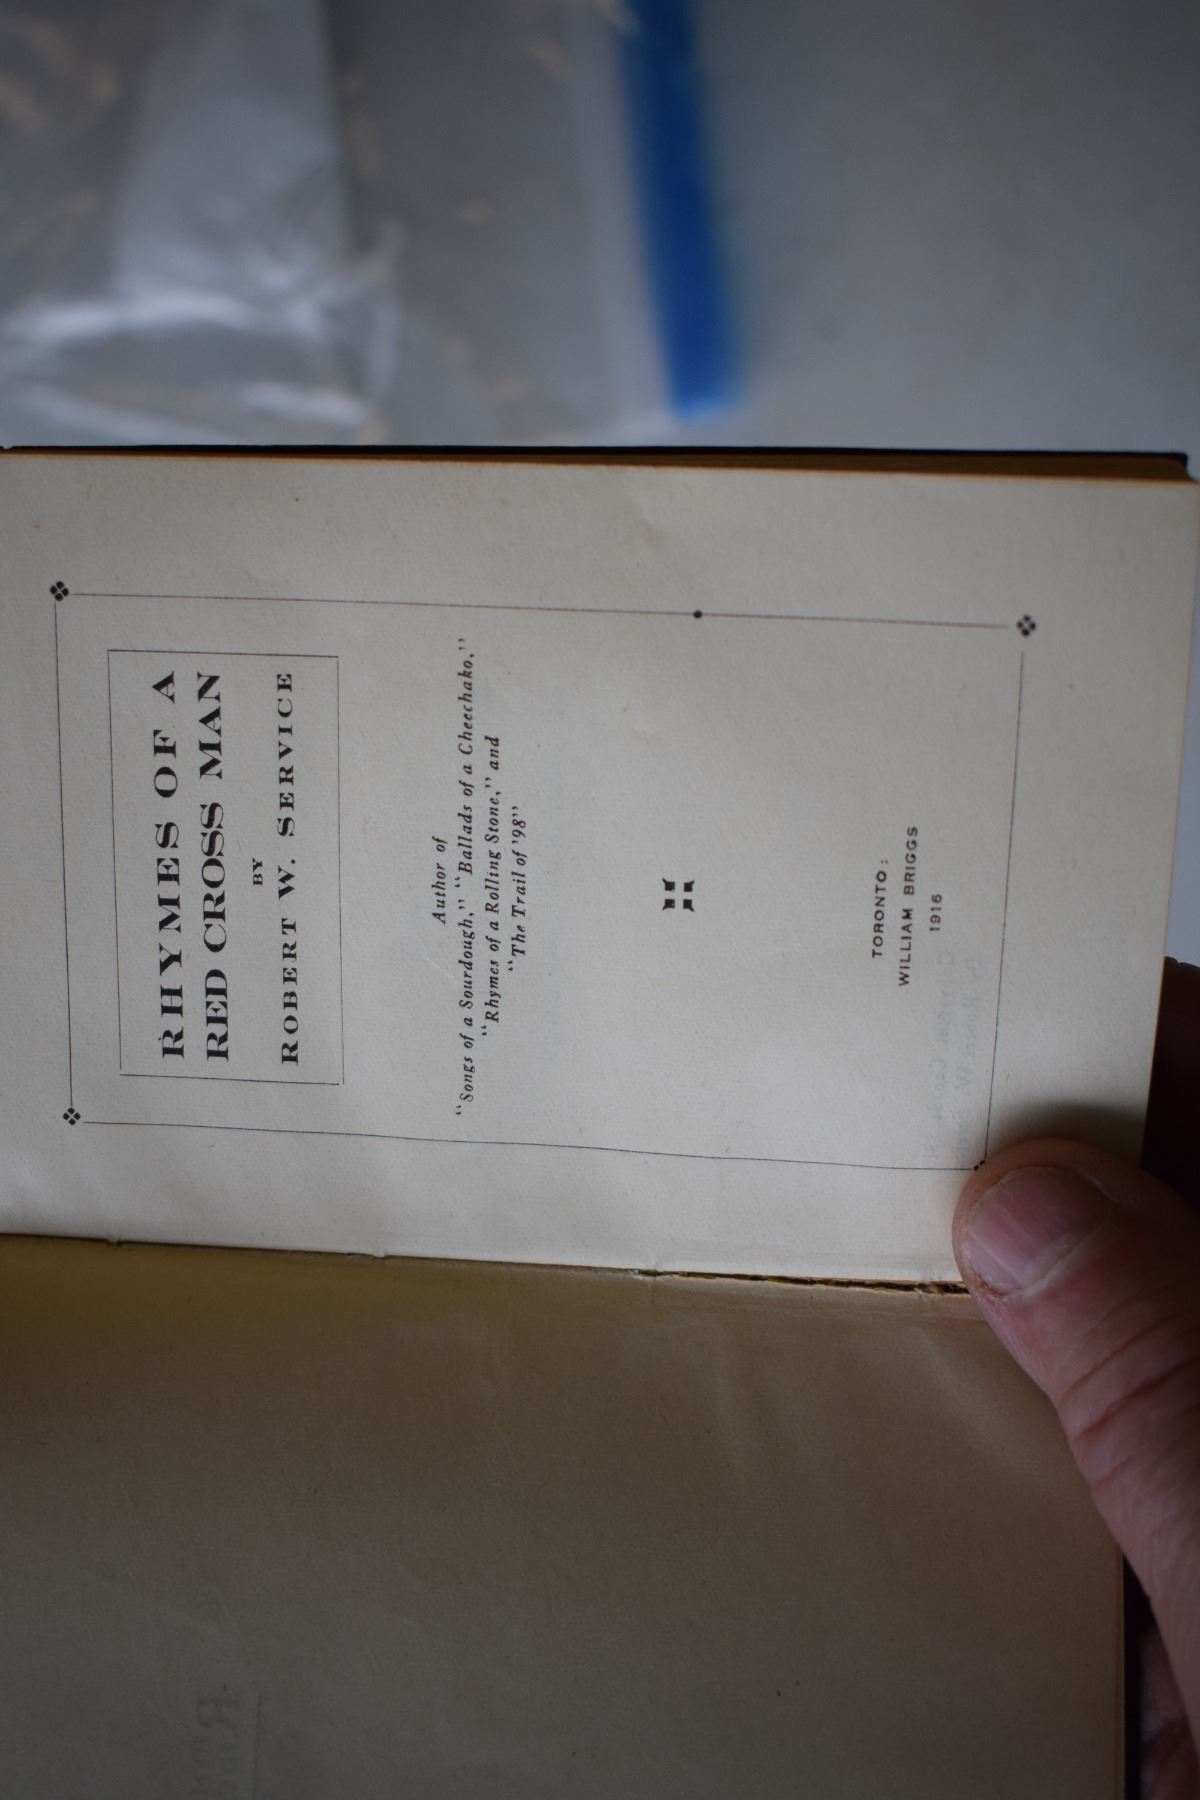 RHYMES OF A
RED CROSS MAN
BY
ROBERT W. SERVICE
Author of
"Songs of a Sourdough," "Ballads of a Cheechako,"
"Rhymes of a Rolling Stone," and
"The Trail of '98"
TORONTO:
WILLIAM BRIGGS
1916